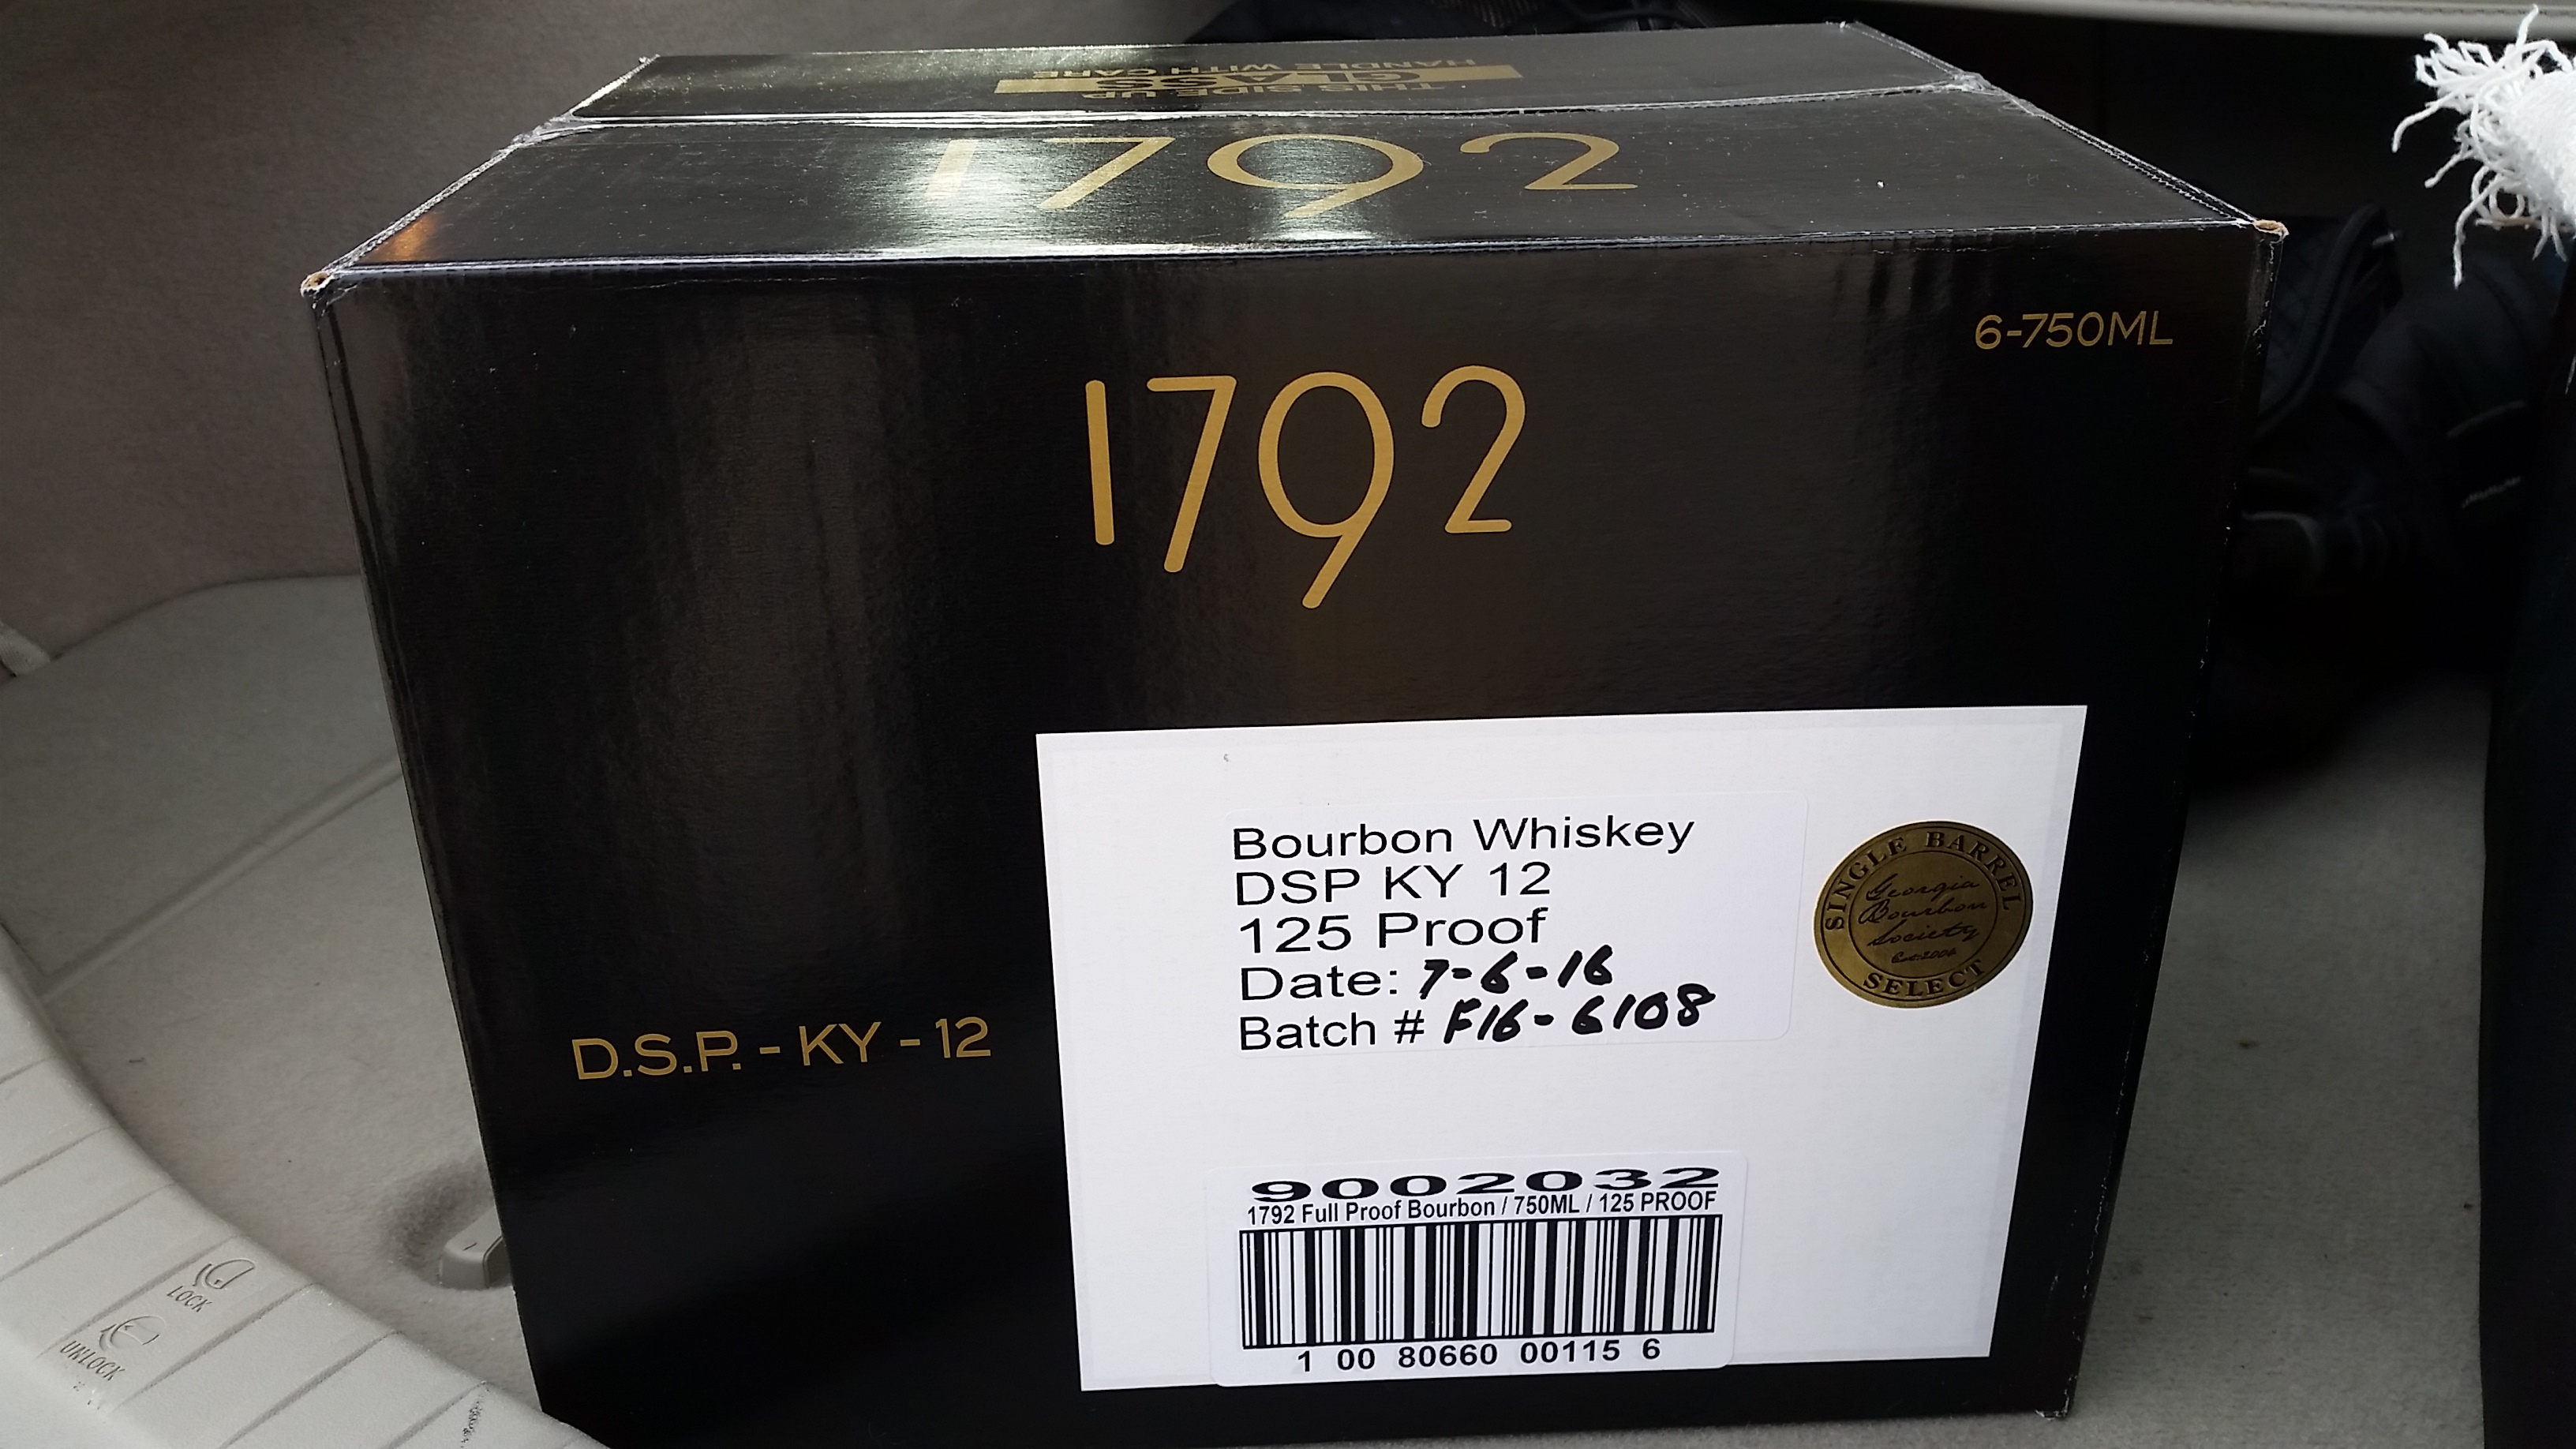 THIS SIDE UP
GLASS
HANDLE WITH CARE
1792
6-750ML
1792
Bourbon Whiskey
DSP KY 12
125 Proof
Date: 7-6-16
Batch # F16-6108
SINGLE BARREL
Georgia
Bourbon
Society
Est. 2004
SELECT
D.S.P. - KY - 12
9002032
1792 Full Proof Bourbon / 750ML / 125 PROOF
1 00 80660 00115 6
LOCK
UNLOCK